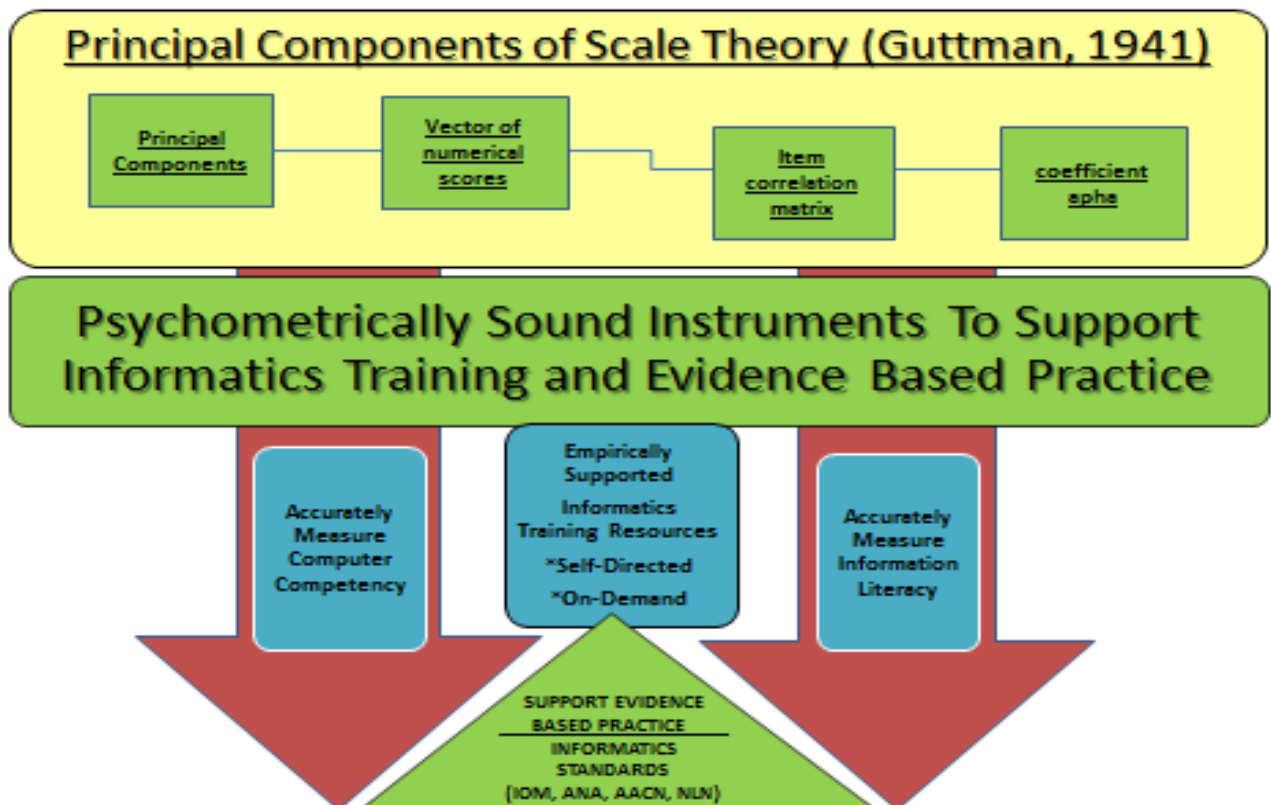 Principal Components of Scale Theory (Guttman, 1941)
Principal
Components
Vector of
numerical
scores
Item
correlation
matrix
coefficient
apha
Psychometrically Sound Instruments To Support
Informatics Training and Evidence Based Practice
Accurately
Measure
Computer
Competency
Empirically
Supported
Informatics
Training Resources
*Self-Directed
*On-Demand
Accurately
Measure
Information
Literacy
SUPPORT EVIDENCE
BASED PRACTICE
INFORMATICS
STANDARDS
(IOM, ANA, AACN, NLN)